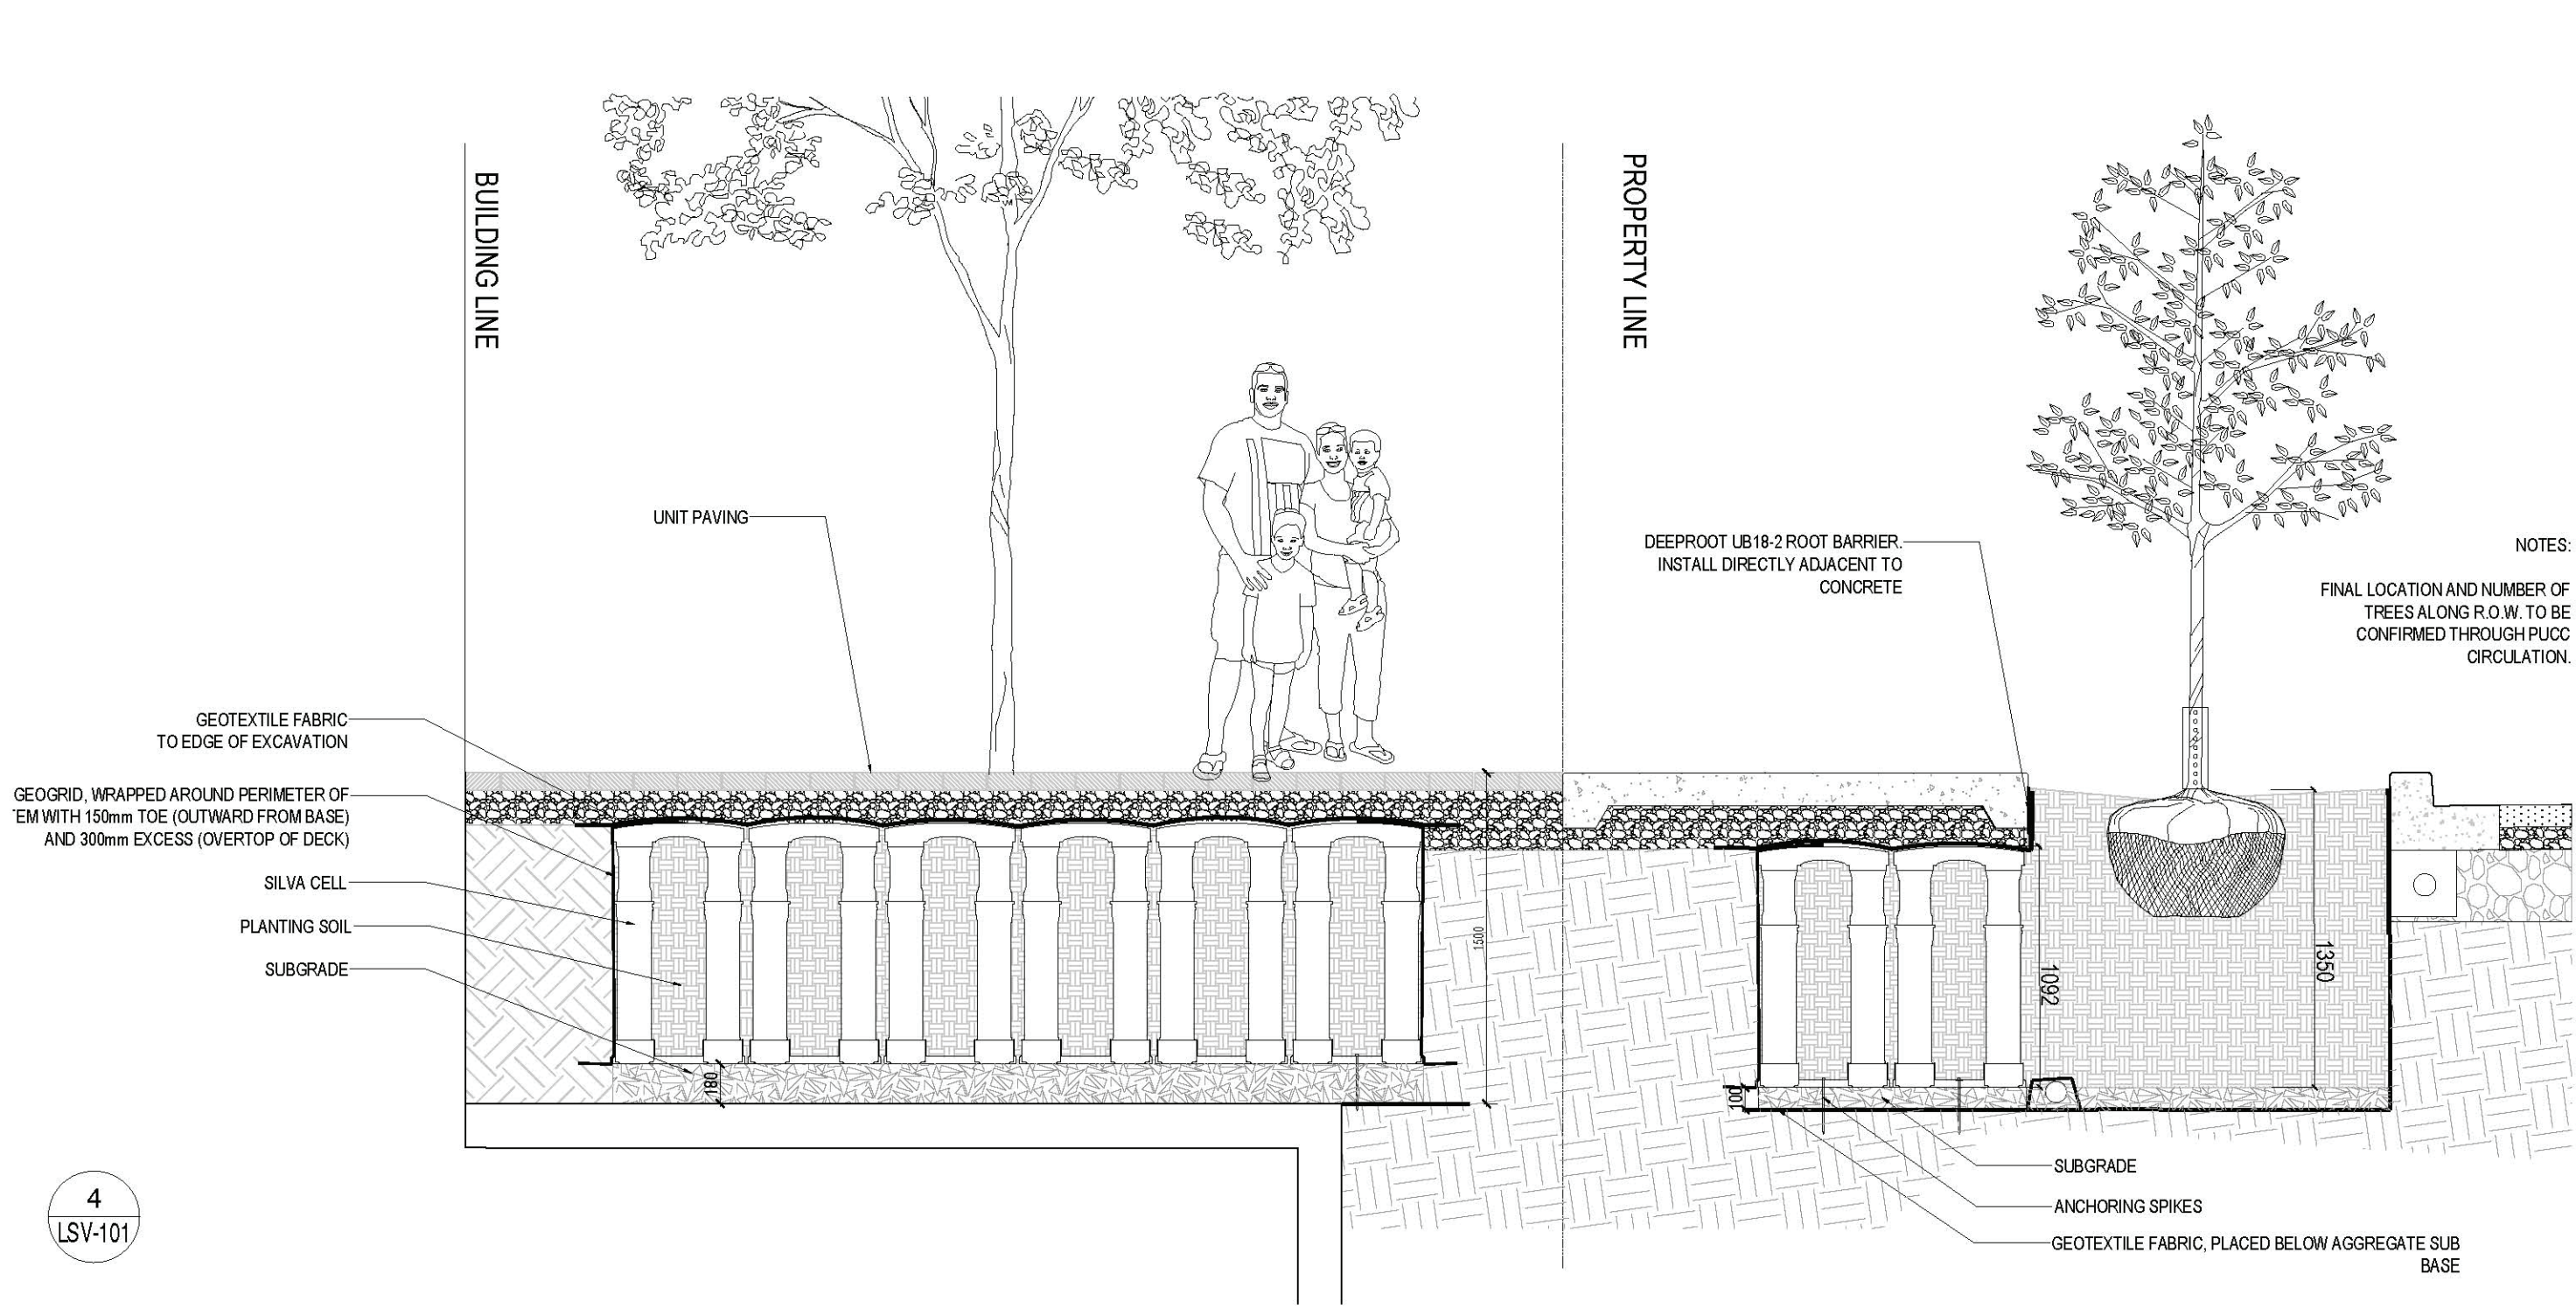 BUILDING LINE
PROPERTY LINE
UNIT PAVING
DEEPROOT UB18-2 ROOT BARRIER.
INSTALL DIRECTLY ADJACENT TO
CONCRETE
NOTES:
FINAL LOCATION AND NUMBER OF
TREES ALONG R.O.W. TO BE
CONFIRMED THROUGH PUCC
CIRCULATION.
GEOTEXTILE FABRIC
TO EDGE OF EXCAVATION
GEOGRID, WRAPPED AROUND PERIMETER OF
EM WITH 150mm TOE (OUTWARD FROM BASE)
AND 300mm EXCESS (OVERTOP OF DECK)
SILVA CELL
PLANTING SOIL
SUBGRADE
180
1500
100
1092
1350
SUBGRADE
ANCHORING SPIKES
GEOTEXTILE FABRIC, PLACED BELOW AGGREGATE SUB
BASE
4
LSV-101